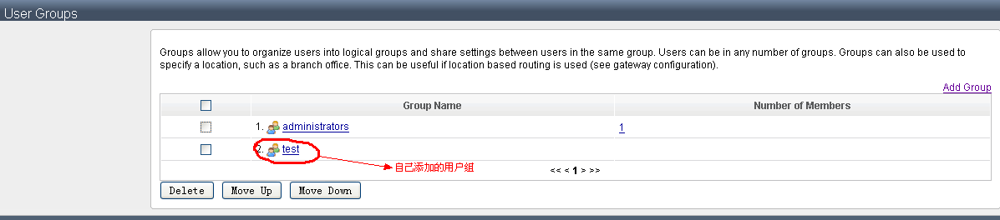 User Groups
Groups allow you to organize users into logical groups and share settings between users in the same group. Users can be in any number of groups. Groups can also be used to
specify a location, such as a branch office. This can be useful if location based routing is used (see gateway configuration).
Add Group
Group Name Number of Members
1. administrators 1
2. test
自己添加的用户组 << < 1 > >>
Delete Move Up Move Down